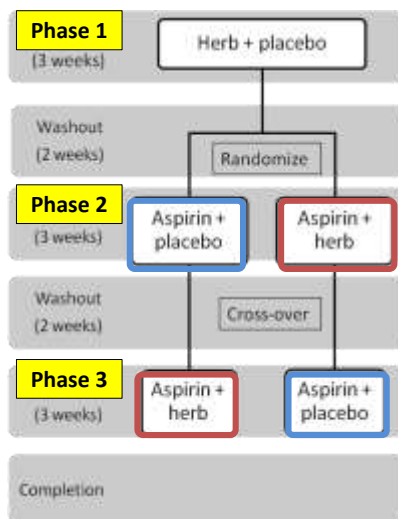 Phase 1
(3 weeks)
Herb + placebo
Washout
(2 weeks)
Randomize
Phase 2
(3 weeks)
Aspirin +
placebo
Aspirin +
herb
Washout
(2 weeks)
Cross-over
Phase 3
(3 weeks)
Aspirin +
herb
Aspirin +
placebo
Completion